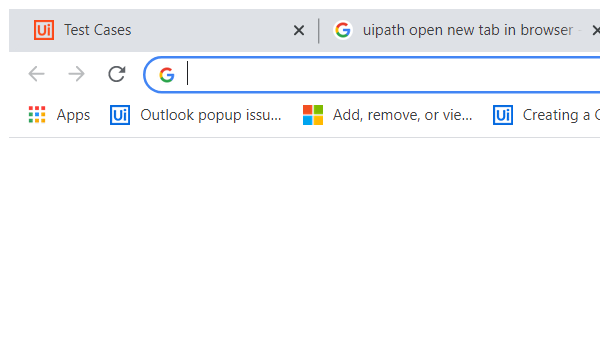 Ui Test Cases uipath open new tab in browser -
Apps Ui Outlook popup issu... Add, remove, or vie... Ui Creating a